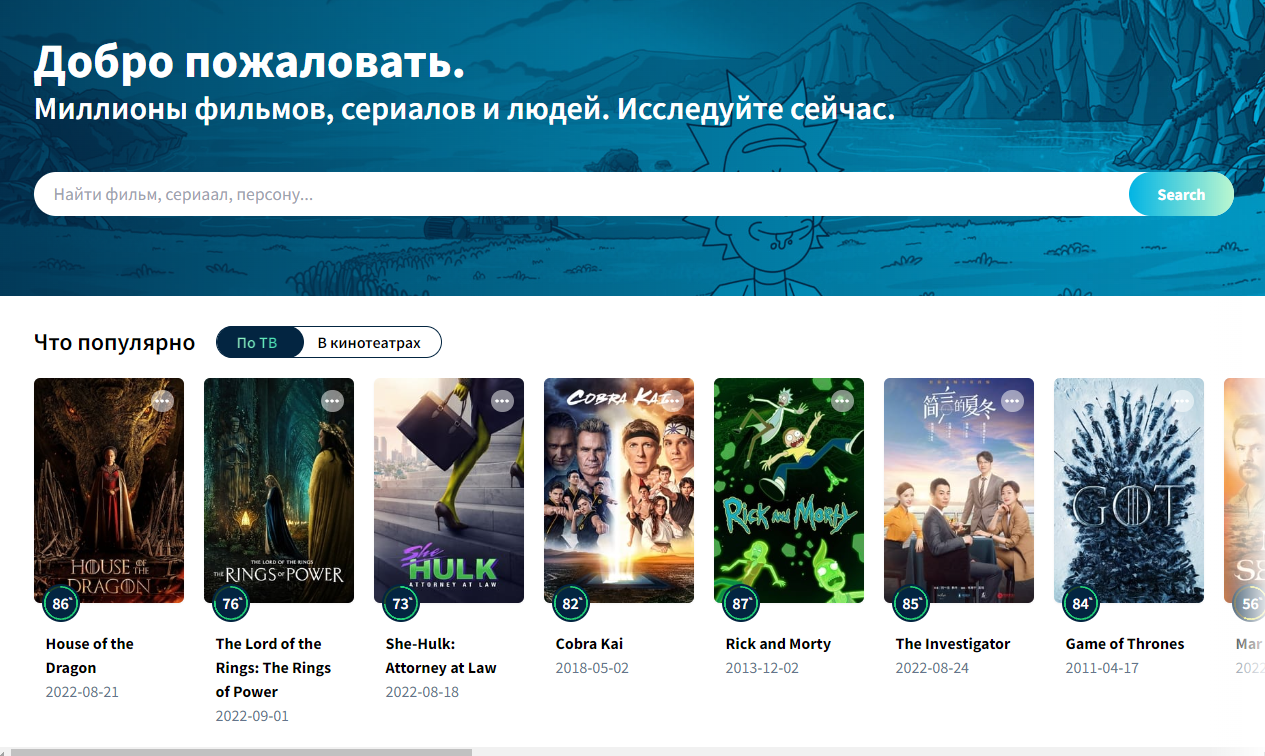 Добро пожаловать.
Миллионы фильмов, сериалов и людей. Исследуйте сейчас.
Найти фильм, сериаал, персону...
Search
Что популярно
По ТВ
В кинотеатрах
HOUSE OF THE
DRAGON
86%
House of the
Dragon
2022-08-21
THE LORD OF THE RINGS
THE RINGS OF POWER
76%
The Lord of the
Rings: The Rings
of Power
2022-09-01
She
HULK
ATTORNEY AT LAW
73%
She-Hulk:
Attorney at Law
2022-08-18
COBRA KAI
82%
Cobra Kai
2018-05-02
Rick and Morty
87%
Rick and Morty
2013-12-02
简言的夏冬
85%
The Investigator
2022-08-24
GOT
84%
Game of Thrones
2011-04-17
56%
Mar
2022